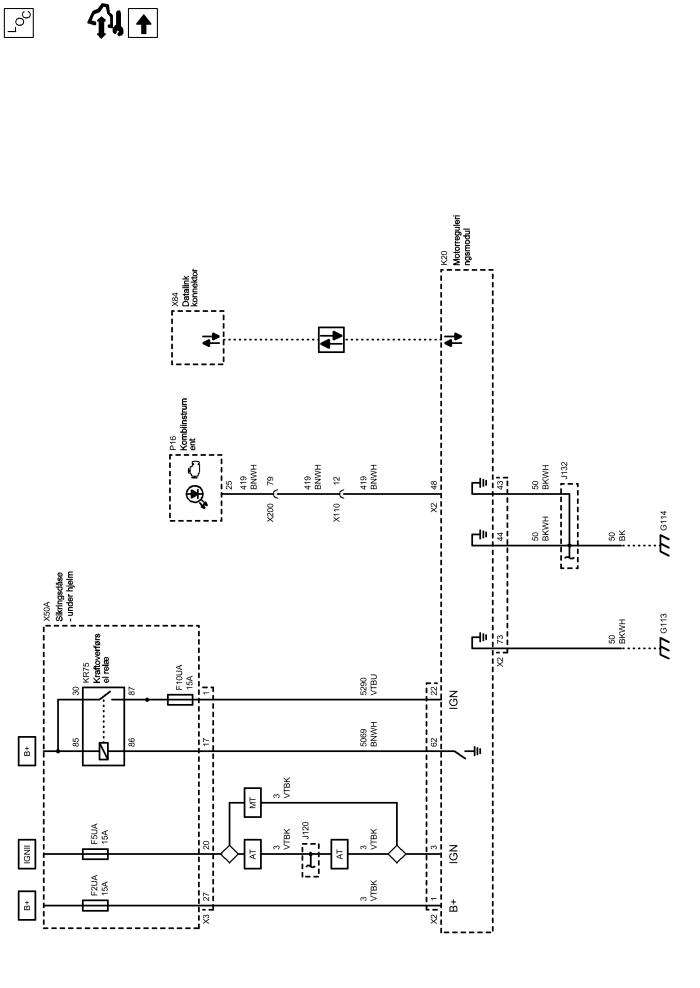 LOC
X84
Datalink
konnektor
K20
Motorreguleri
ngsmodul
P16
Kombiinstrum
ent
25
419
BNWH
X200
79
419
BNWH
X110
12
419
BNWH
X2
48
43
50
BKWH
J132
44
50
BKWH
50
BK
G114
X2
73
50
BKWH
G113
X50A
Sikringsdåse
- under hjelm
KR75
Kraftoverførs
el relæ
30
87
85
86
F10UA
15A
11
5290
VTBU
22
IGN
B+
17
5069
BNWH
62
IGNII
F5UA
15A
20
MT
3
VTBK
AT
3
VTBK
J120
AT
3
VTBK
3
IGN
B+
F2UA
15A
X3
27
3
VTBK
X2
1
B+